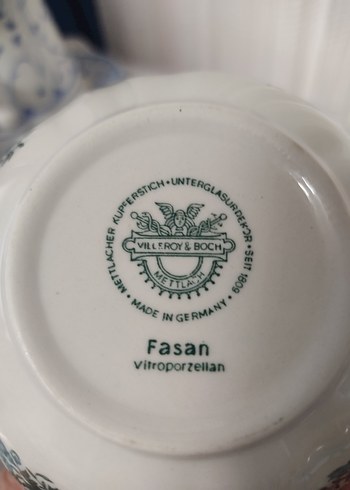 METTLACHER KUPFERSTICH • UNTERGLASURDEKOR • SEIT 1809 • MADE IN GERMANY •
VILLEROY & BOCH
METTLACH
Fasan
Vitroporzellan